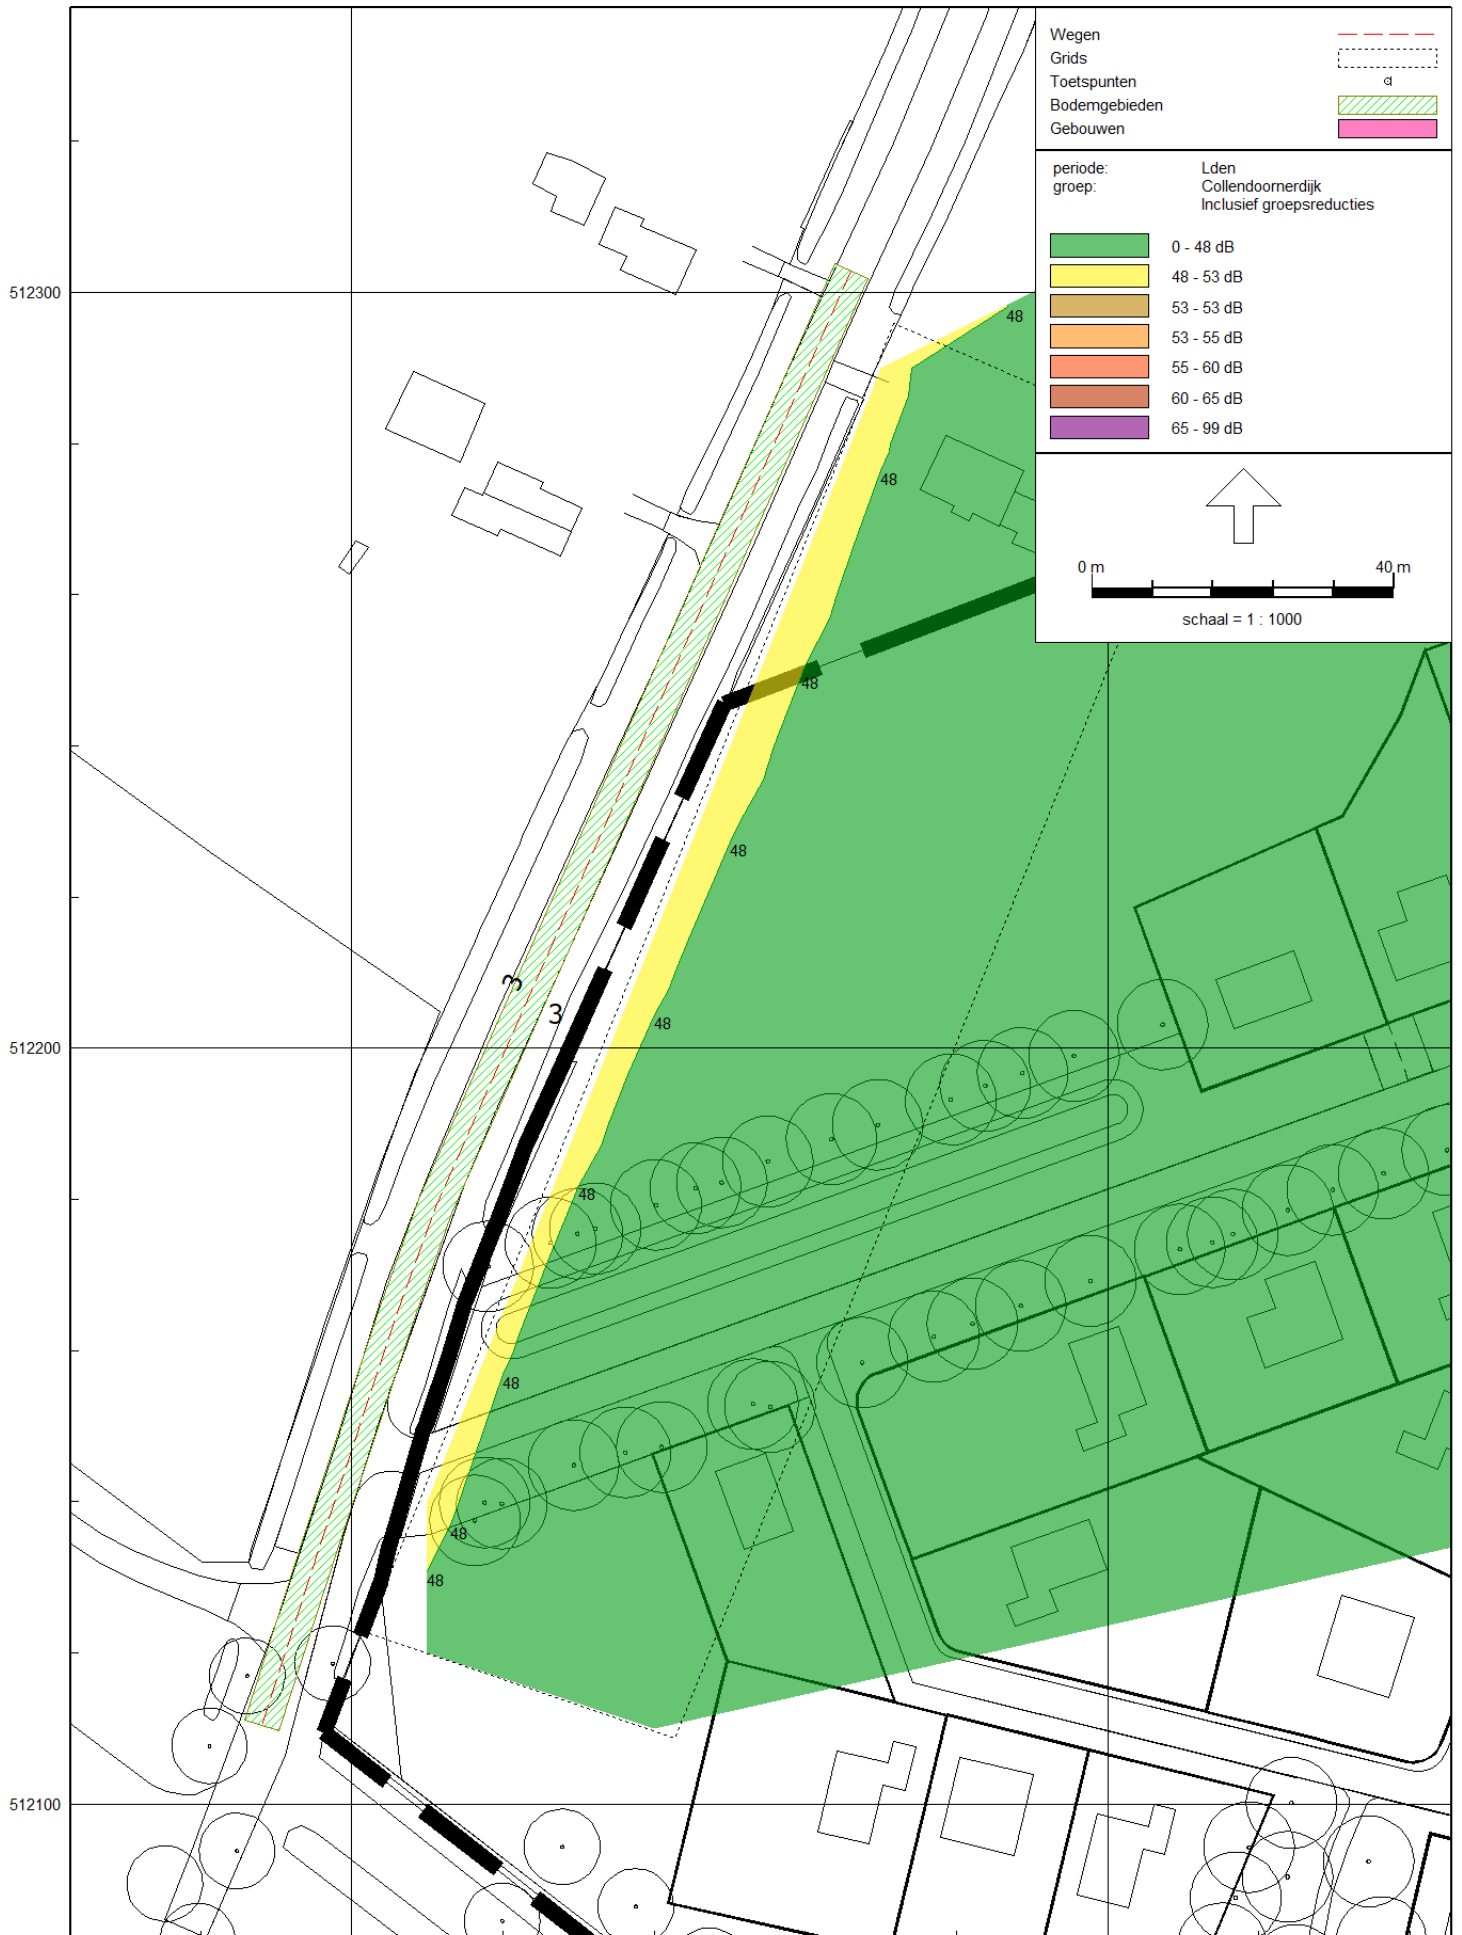 Wegen
Grids
Toetspunten
Bodemgebieden
Gebouwen
periode: Lden
groep: Collendoornerdijk
Inclusief groepsreducties
0 - 48 dB
48 - 53 dB
53 - 53 dB
53 - 55 dB
55 - 60 dB
60 - 65 dB
65 - 99 dB
0 m 40 m
schaal = 1 : 1000
512300
48
48
48
48
3
3
48
512200
48
48
48
48
512100